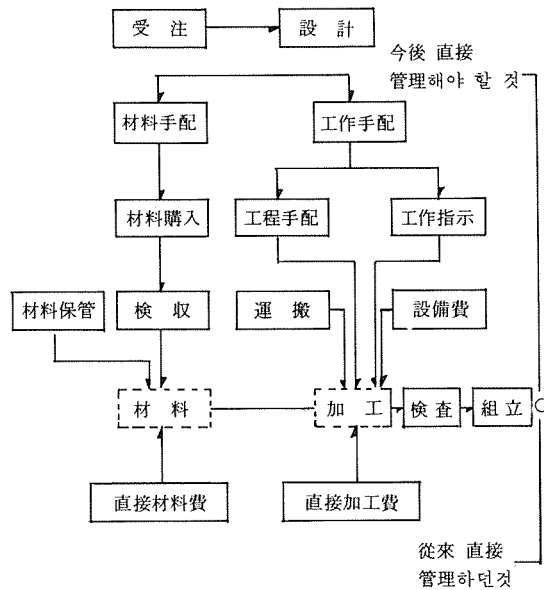 受注
設計
今後 直接
管理해야 할 것
材料手配
工作手配
材料購入
工程手配
工作指示
材料保管
検収
運搬
設備費
材料
加工
検査
組立
直接材料費
直接加工費
從來 直接
管理하던것